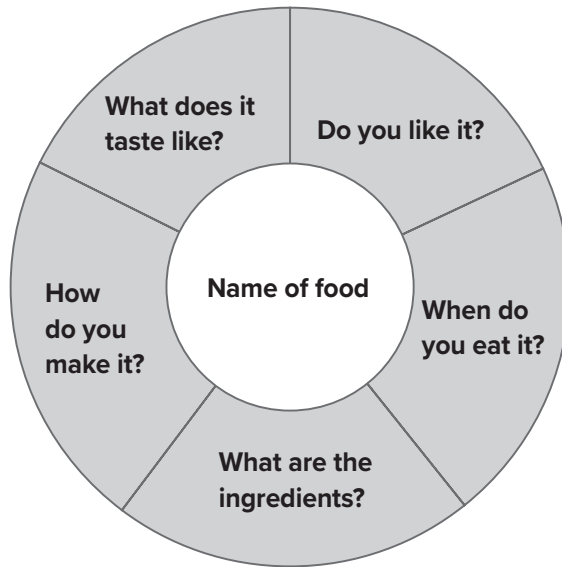 What does it
taste like?
Do you like it?
How
do you
make it?
Name of food
When do
you eat it?
What are the
ingredients?